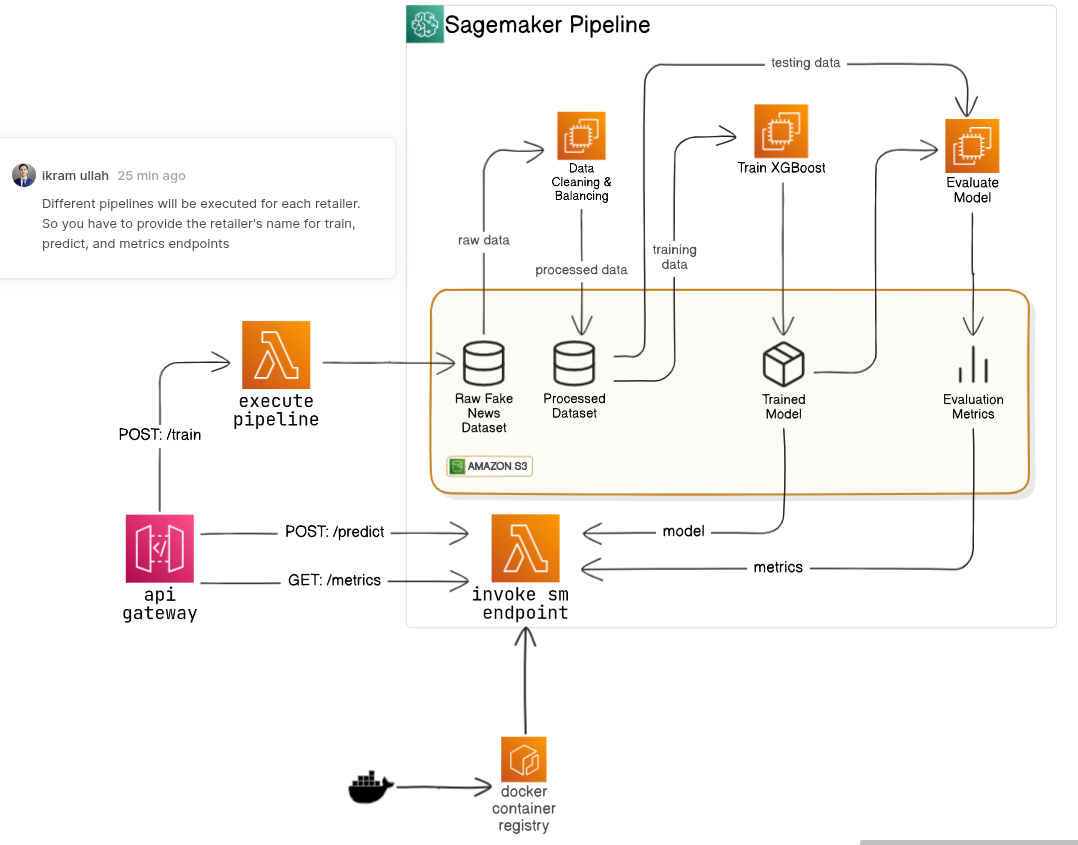 Sagemaker Pipeline
testing data
ikram ullah 25 min ago
Different pipelines will be executed for each retailer.
So you have to provide the retailer's name for train,
predict, and metrics endpoints
Data
Cleaning &
Balancing
Train XGBoost
Evaluate
Model
raw data
processed data
training
data
execute
pipeline
POST: /train
Raw Fake
News
Dataset
Processed
Dataset
Trained
Model
Evaluation
Metrics
AMAZON S3
POST: /predict
model
GET: /metrics
metrics
api
gateway
invoke sm
endpoint
docker
container
registry